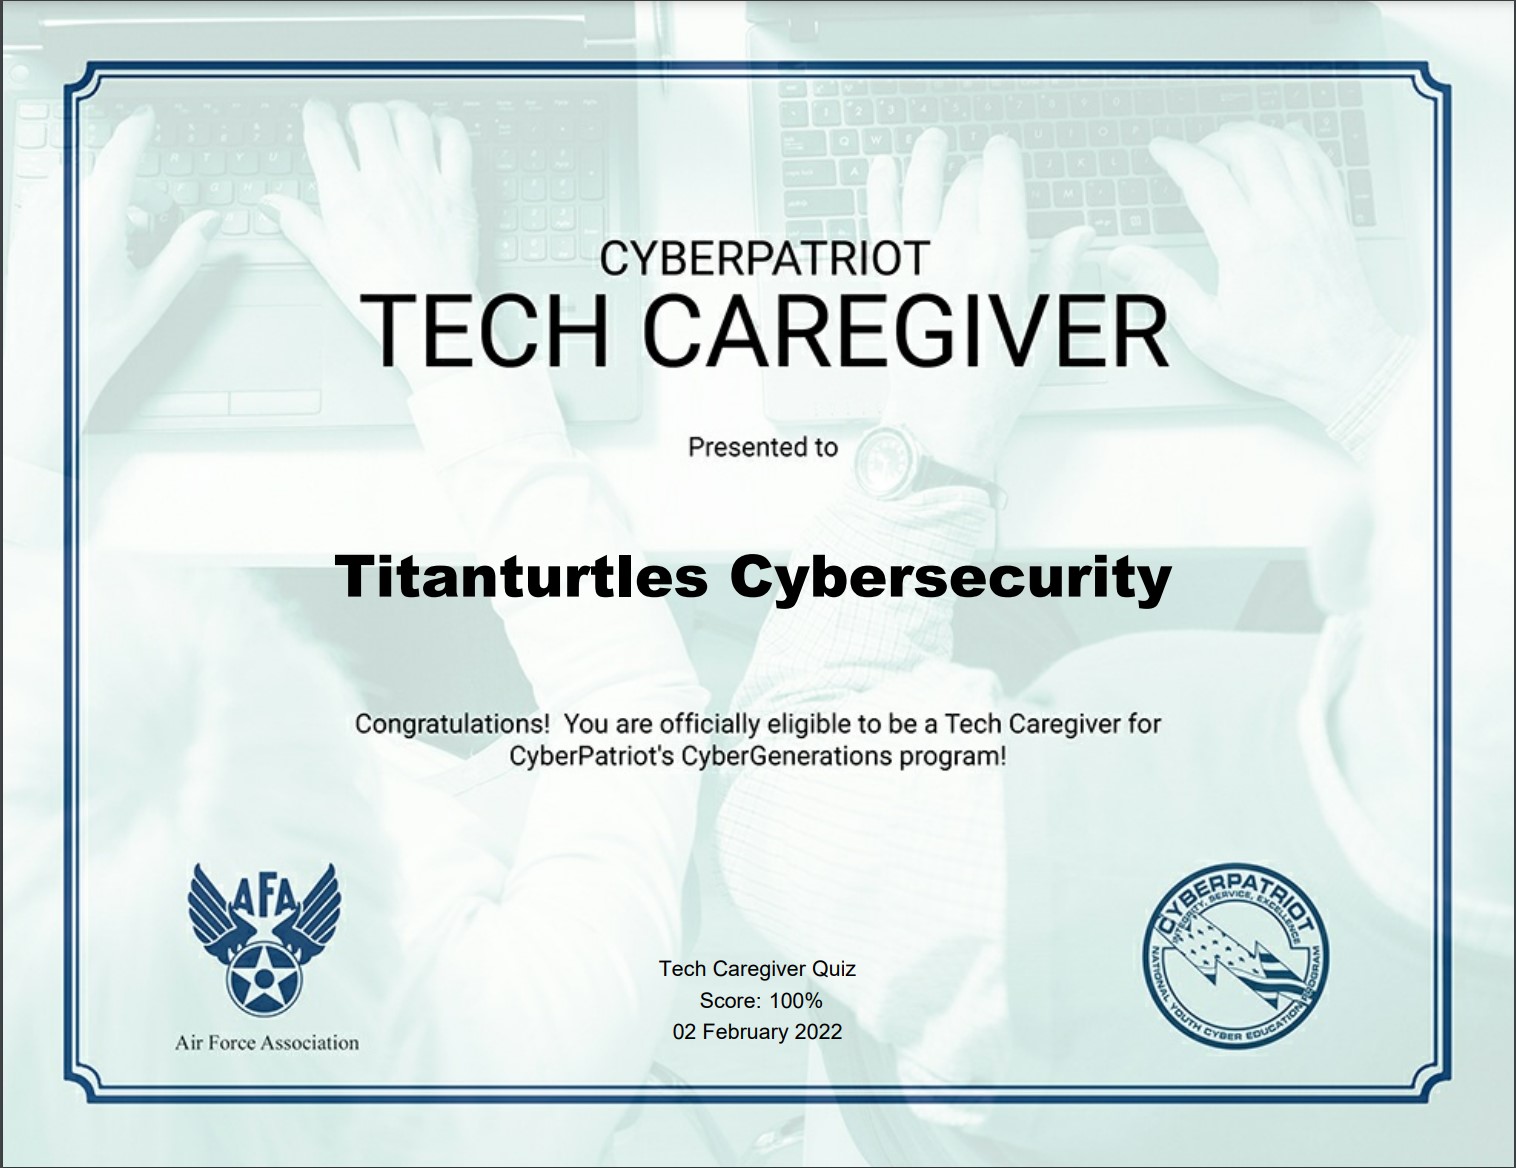 CYBERPATRIOT
TECH CAREGIVER
Presented to
Titanturtles Cybersecurity
Congratulations!  You are officially eligible to be a Tech Caregiver for
CyberPatriot's CyberGenerations program!
AFA
Air Force Association
Tech Caregiver Quiz
Score: 100%
02 February 2022
CYBERPATRIOT
INTEGRITY, SERVICE, EXCELLENCE
NATIONAL YOUTH CYBER EDUCATION PROGRAM